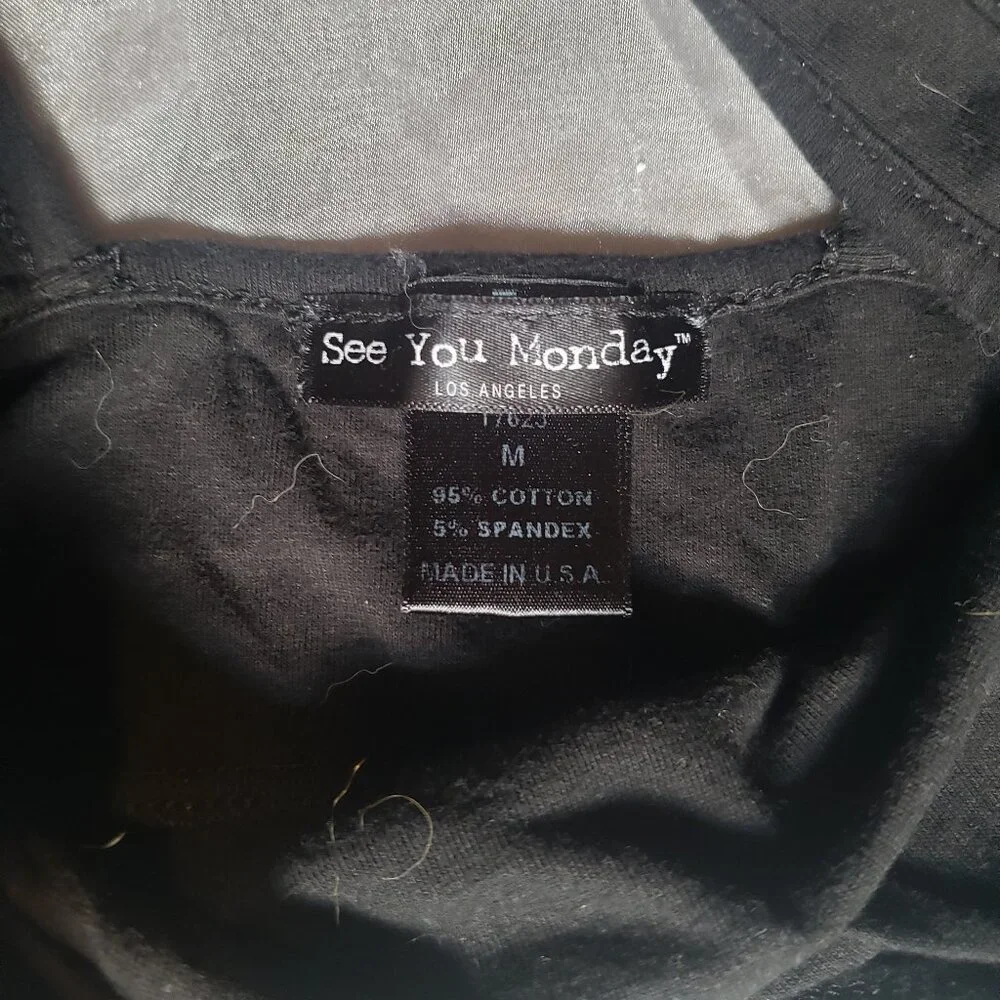 See You Monday™
LOS ANGELES
M
95% COTTON
5% SPANDEX
MADE IN U.S.A.